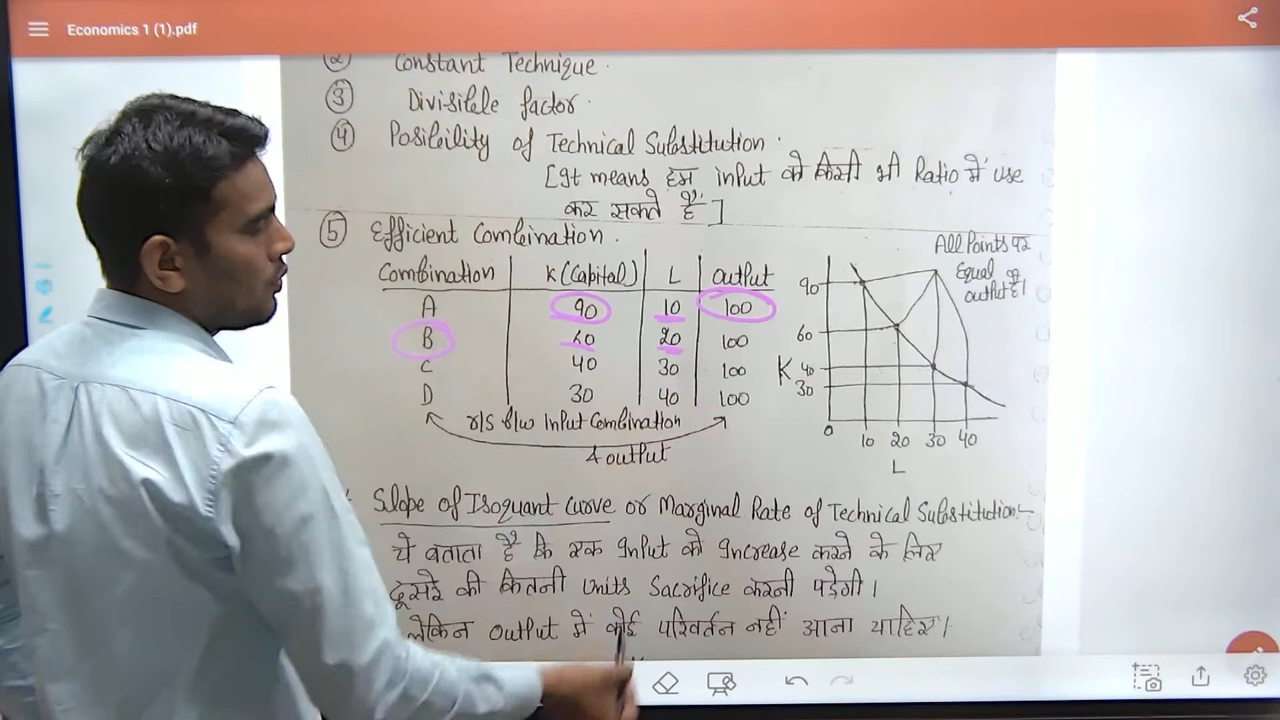 Economics 1 (1).pdf
② Constant Technique.
③ Divisible factor.
④ Posibility of Technical Substitution.
[It means हम input को किसी भी Ratio में use
कर सकते है]
⑤ Efficient Combination.
Combination K (Capital) L output
A 90 10 100
B 60 20 100
C 40 30 100
D 30 40 100
r/s b/w Input Combination
& output
All Points पर
Equal
output है।
90
60
K 40
30
0 10 20 30 40
L
Slope of Isoquant Curve or Marginal Rate of Technical Substitution:-
ये बताता है कि एक Input को Increase करने के लिए
दूसरे की कितनी Units Sacrifice करनी पड़ेगी।
लेकिन output में कोई परिवर्तन नहीं आना चाहिए।